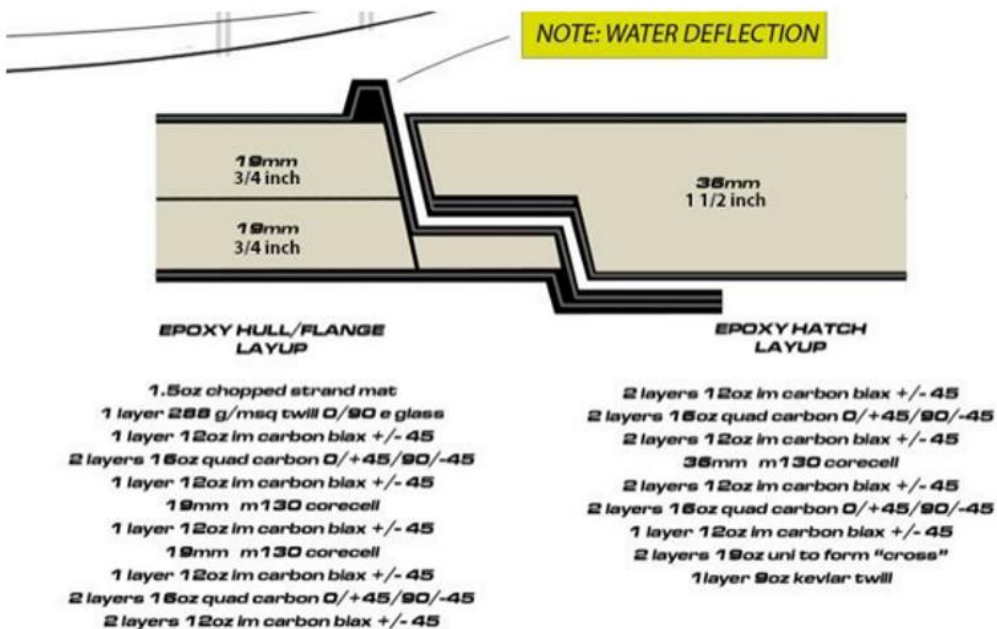 NOTE: WATER DEFLECTION
19mm
3/4 inch
19mm
3/4 inch
36mm
1 1/2 inch
EPOXY HULL/FLANGE
LAYUP
1.5oz chopped strand mat
1 layer 288 g/msq twill 0/90 e glass
1 layer 12oz im carbon biax +/- 45
2 layers 16oz quad carbon 0/+45/90/-45
1 layer 12oz im carbon biax +/- 45
19mm m130 corecell
1 layer 12oz im carbon biax +/- 45
19mm m130 corecell
1 layer 12oz im carbon biax +/- 45
2 layers 16oz quad carbon 0/+45/90/-45
2 layers 12oz im carbon biax +/- 45
EPOXY HATCH
LAYUP
2 layers 12oz im carbon biax +/- 45
2 layers 16oz quad carbon 0/+45/90/-45
2 layers 12oz im carbon biax +/- 45
36mm m130 corecell
2 layers 12oz im carbon biax +/- 45
2 layers 16oz quad carbon 0/+45/90/-45
1 layer 12oz im carbon biax +/- 45
2 layers 19oz uni to form "cross"
1layer 9oz kevlar twill